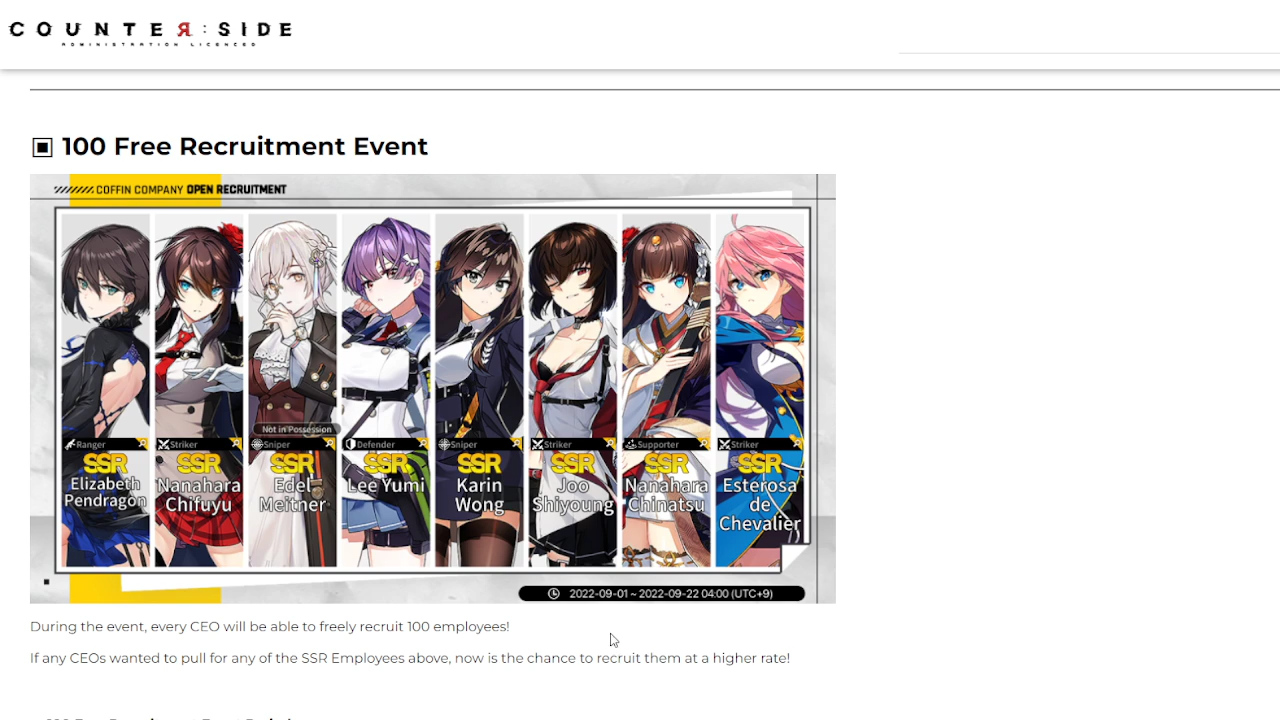 COUNTER:SIDE
ADMINISTRATION LICENCED
100 Free Recruitment Event
COFFIN COMPANY OPEN RECRUITMENT
Not in Possession
Ranger
Striker
Sniper
Defender
Sniper
Striker
Supporter
Striker
SSR
SSR
SSR
SSR
SSR
SSR
SSR
SSR
Elizabeth
Pendragon
Nanahara
Chifuyu
Edel
Meitner
Lee Yumi
Karin
Wong
Joo
Shiyoung
Nanahara
Chinatsu
Esterosa
de
Chevalier
2022-09-01 ~ 2022-09-22 04:00 (UTC+9)
During the event, every CEO will be able to freely recruit 100 employees!
If any CEOs wanted to pull for any of the SSR Employees above, now is the chance to recruit them at a higher rate!